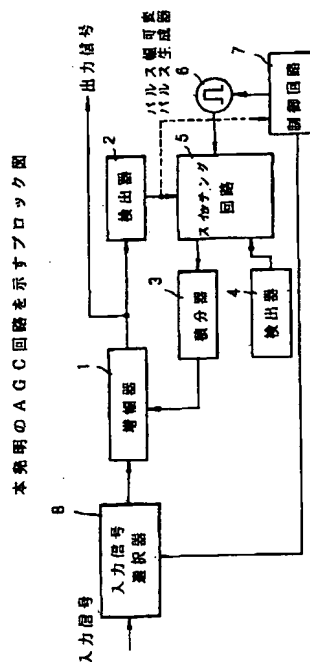 本発明のAGC回路を示すブロック図
入力信号
8
入力信号
選択器
1
増幅器
出力信号
2
検出器
3
積分器
4
検出器
5
スイッチング
回路
パルス幅可変
パルス生成器
6
7
制御回路